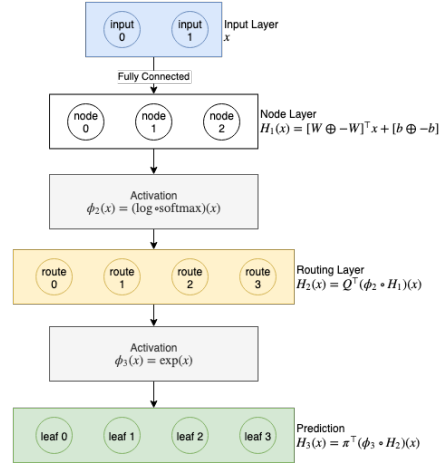 input 0
input 1
Input Layer
x
Fully Connected
node 0
node 1
node 2
Node Layer
H₁(x) = [W ⊕ −W]ᵀx + [b ⊕ −b]
Activation
ϕ₂(x) = (log∘softmax)(x)
route 0
route 1
route 2
route 3
Routing Layer
H₂(x) = Qᵀ(ϕ₂ ∘ H₁)(x)
Activation
ϕ₃(x) = exp(x)
leaf 0
leaf 1
leaf 2
leaf 3
Prediction
H₃(x) = πᵀ(ϕ₃ ∘ H₂)(x)